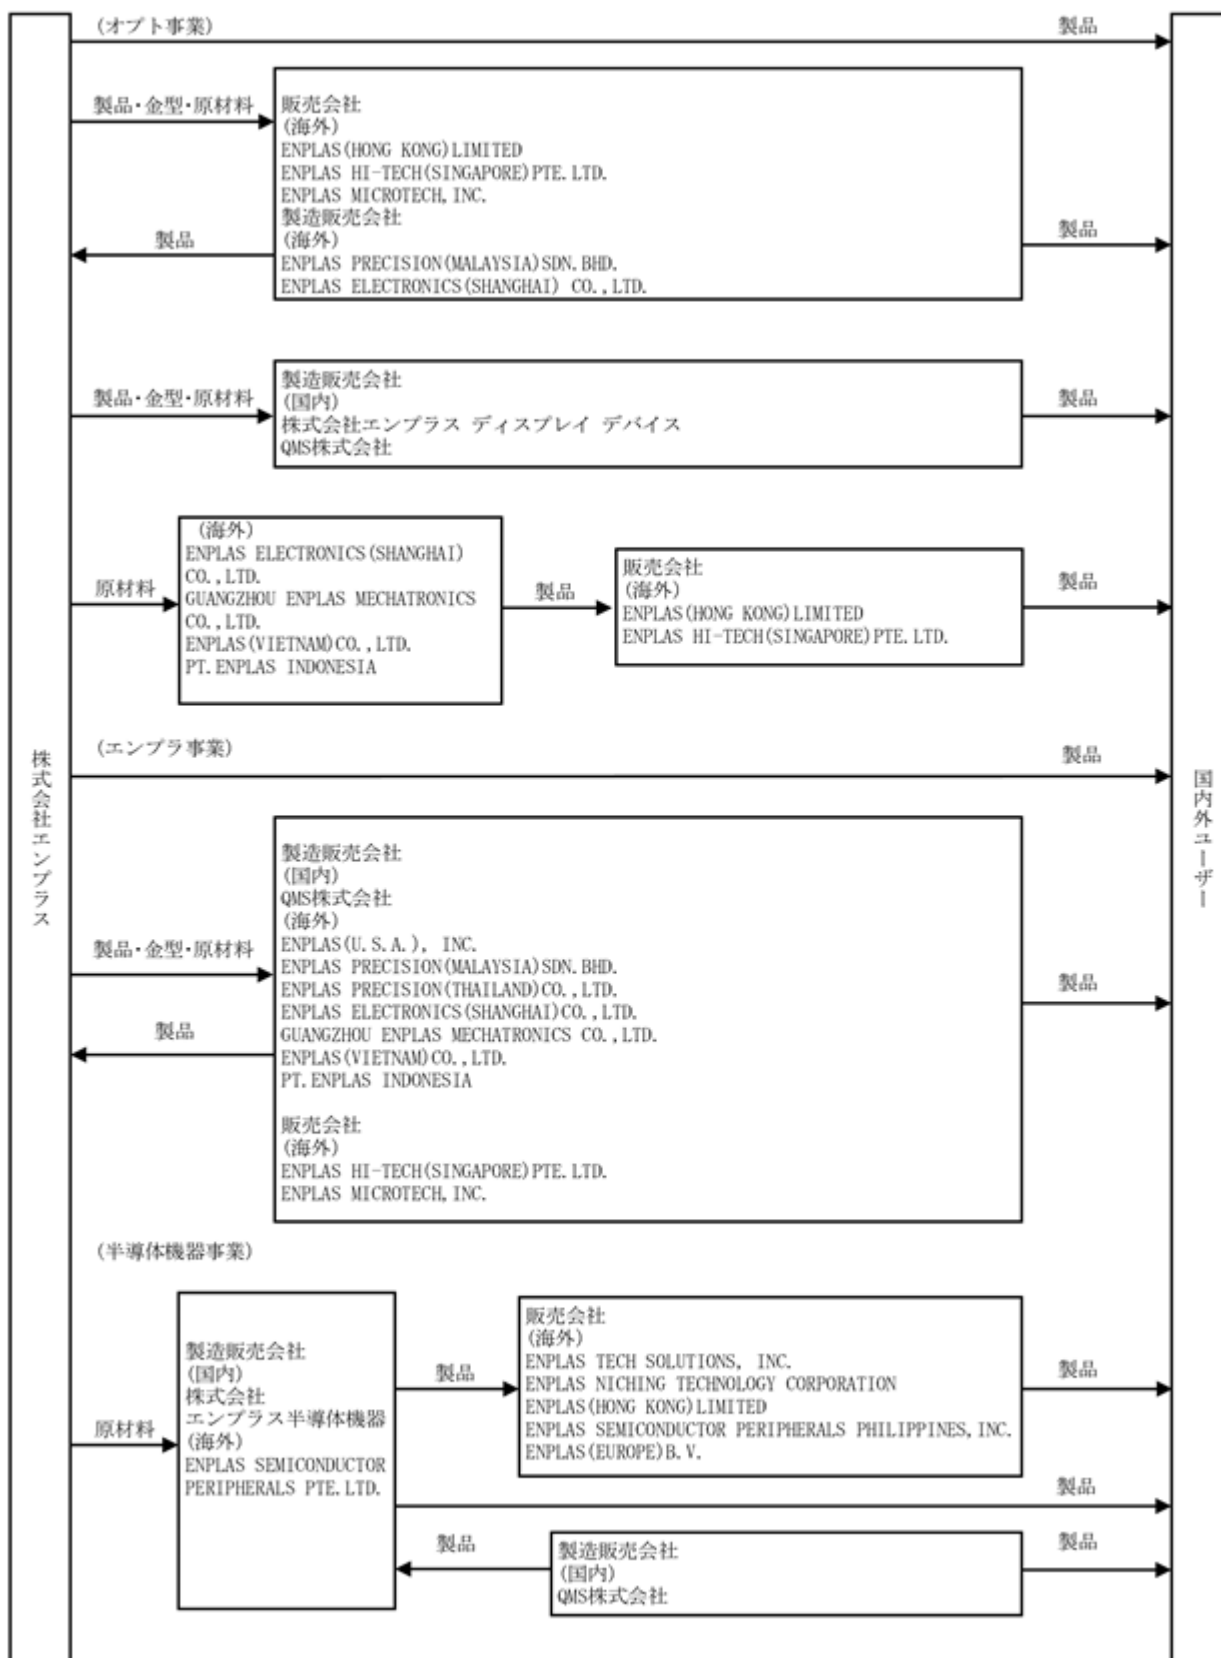 (オプト事業)
製品
製品・金型・原材料
販売会社
(海外)
ENPLAS(HONG KONG)LIMITED
ENPLAS HI-TECH(SINGAPORE)PTE.LTD.
ENPLAS MICROTECH,INC.
製造販売会社
(海外)
ENPLAS PRECISION(MALAYSIA)SDN.BHD.
ENPLAS ELECTRONICS(SHANGHAI) CO.,LTD.
製品
製品
製品・金型・原材料
製造販売会社
(国内)
株式会社エンプラス ディスプレイ デバイス
QMS株式会社
製品
原材料
(海外)
ENPLAS ELECTRONICS(SHANGHAI)
CO.,LTD.
GUANGZHOU ENPLAS MECHATRONICS
CO.,LTD.
ENPLAS(VIETNAM)CO.,LTD.
PT.ENPLAS INDONESIA
製品
販売会社
(海外)
ENPLAS(HONG KONG)LIMITED
ENPLAS HI-TECH(SINGAPORE)PTE.LTD.
製品
株式会社エンプラス
国内外ユーザー
(エンプラ事業)
製品
製品・金型・原材料
製品
製造販売会社
(国内)
QMS株式会社
(海外)
ENPLAS(U.S.A.), INC.
ENPLAS PRECISION(MALAYSIA)SDN.BHD.
ENPLAS PRECISION(THAILAND)CO.,LTD.
ENPLAS ELECTRONICS(SHANGHAI)CO.,LTD.
GUANGZHOU ENPLAS MECHATRONICS CO.,LTD.
ENPLAS(VIETNAM)CO.,LTD.
PT.ENPLAS INDONESIA
販売会社
(海外)
ENPLAS HI-TECH(SINGAPORE)PTE.LTD.
ENPLAS MICROTECH,INC.
製品
(半導体機器事業)
原材料
製造販売会社
(国内)
株式会社
エンプラス半導体機器
(海外)
ENPLAS SEMICONDUCTOR
PERIPHERALS PTE.LTD.
製品
販売会社
(海外)
ENPLAS TECH SOLUTIONS, INC.
ENPLAS NICHING TECHNOLOGY CORPORATION
ENPLAS(HONG KONG)LIMITED
ENPLAS SEMICONDUCTOR PERIPHERALS PHILIPPINES,INC.
ENPLAS(EUROPE)B.V.
製品
製品
製品
製造販売会社
(国内)
QMS株式会社
製品